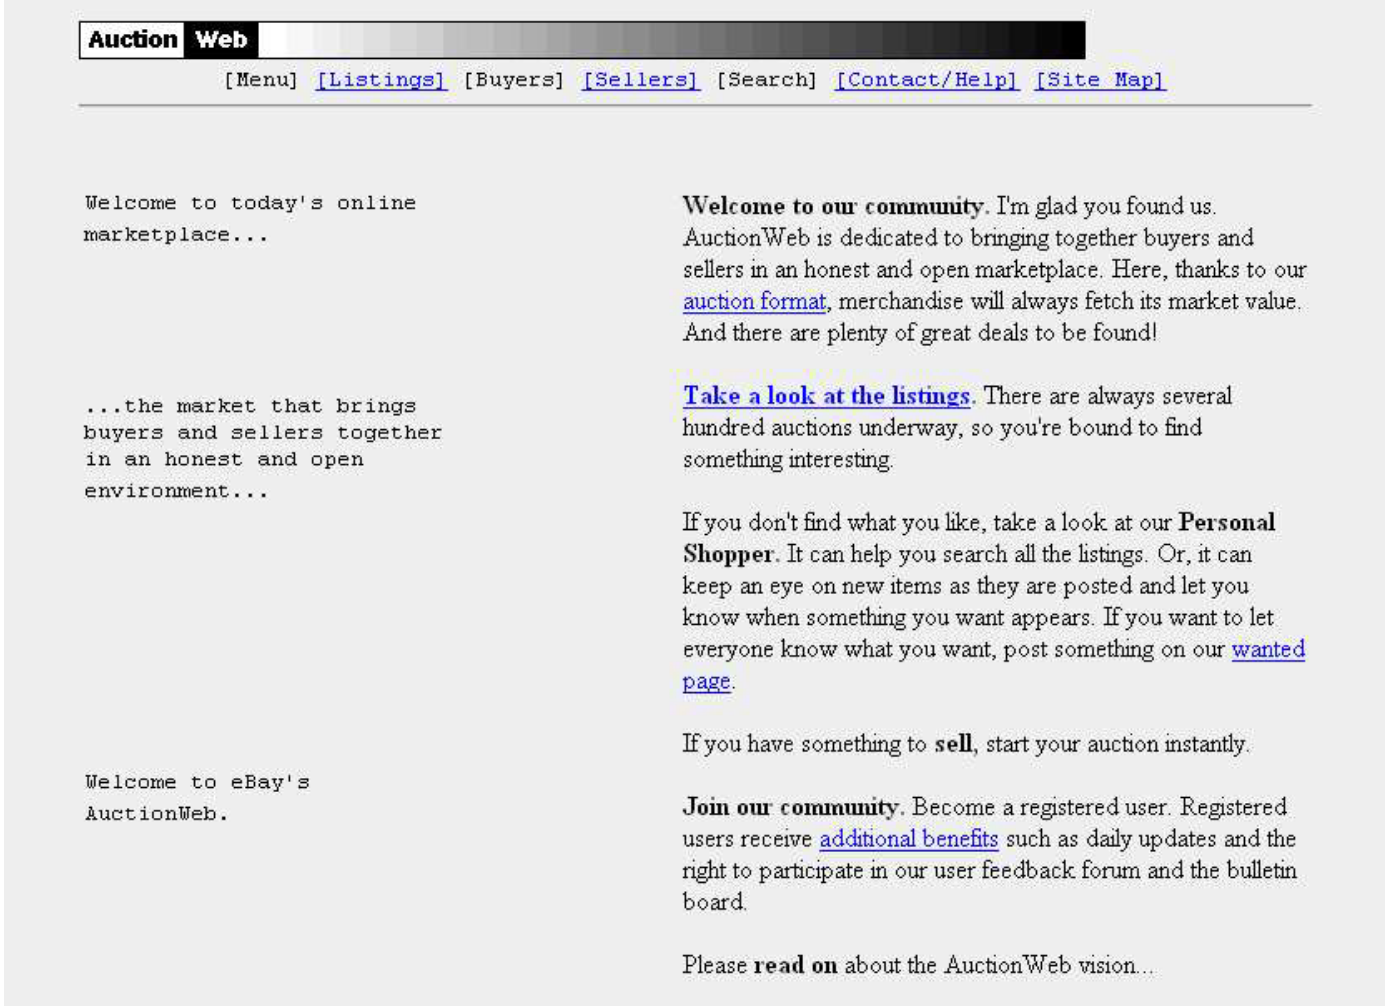 Auction Web
[Menu] [Listings] [Buyers] [Sellers] [Search] [Contact/Help] [Site Map]
Welcome to today's online
marketplace...
...the market that brings
buyers and sellers together
in an honest and open
environment...
Welcome to eBay's
AuctionWeb.
Welcome to our community. I'm glad you found us.
AuctionWeb is dedicated to bringing together buyers and
sellers in an honest and open marketplace. Here, thanks to our
auction format, merchandise will always fetch its market value.
And there are plenty of great deals to be found!
Take a look at the listings. There are always several
hundred auctions underway, so you're bound to find
something interesting.
If you don't find what you like, take a look at our Personal
Shopper. It can help you search all the listings. Or, it can
keep an eye on new items as they are posted and let you
know when something you want appears. If you want to let
everyone know what you want, post something on our wanted
page.
If you have something to sell, start your auction instantly.
Join our community. Become a registered user. Registered
users receive additional benefits such as daily updates and the
right to participate in our user feedback forum and the bulletin
board.
Please read on about the AuctionWeb vision...